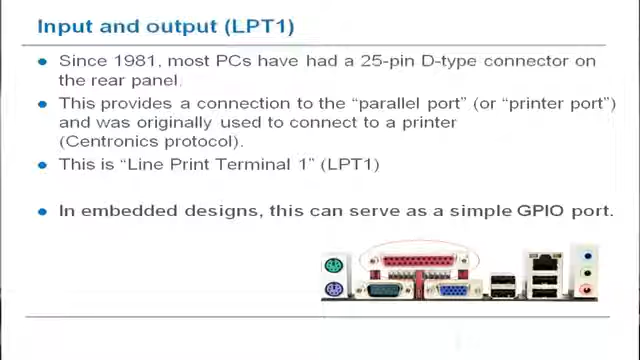 Input and output (LPT1)
Since 1981, most PCs have had a 25-pin D-type connector on
the rear panel.
This provides a connection to the “parallel port” (or “printer port”)
and was originally used to connect to a printer
(Centronics protocol).
This is “Line Print Terminal 1” (LPT1)
In embedded designs, this can serve as a simple GPIO port.